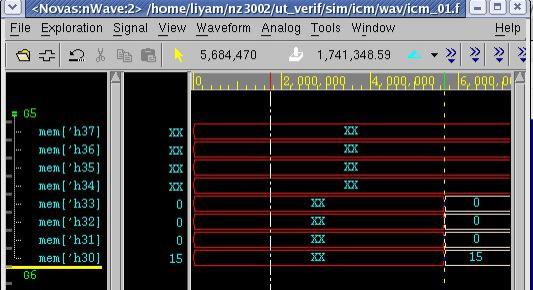 <Novas:nWave:2> /home/liyam/nz3002/ut_verif/sim/icm/wav/icm_01.f
File Exploration Signal View Waveform Analog Tools Window
5,684,470 1,741,348.59 » » » »
0 2,000,000 4,000,000 6,000,00
G5
mem['h37] XX XX
mem['h36] XX XX
mem['h35] XX XX
mem['h34] XX XX
mem['h33] 0 XX 0
mem['h32] 0 XX 0
mem['h31] 0 XX 0
mem['h30] 15 XX 15
G6